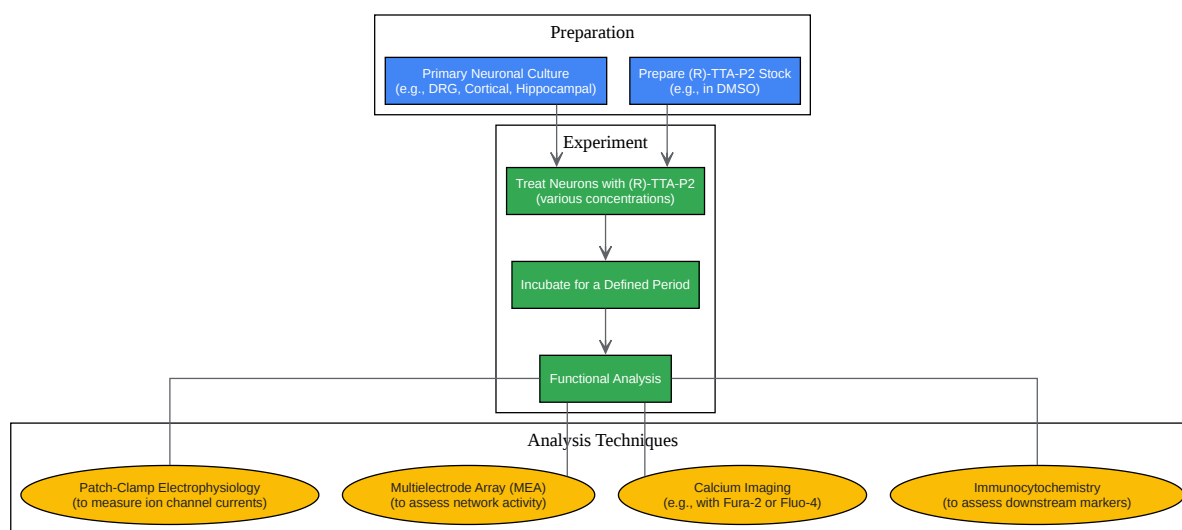 Preparation
Primary Neuronal Culture
(e.g., DRG, Cortical, Hippocampal)
Prepare (R)-TTA-P2 Stock
(e.g., in DMSO)
Experiment
Treat Neurons with (R)-TTA-P2
(various concentrations)
Incubate for a Defined Period
Functional Analysis
Analysis Techniques
Patch-Clamp Electrophysiology
(to measure ion channel currents)
Multielectrode Array (MEA)
(to assess network activity)
Calcium Imaging
(e.g., with Fura-2 or Fluo-4)
Immunocytochemistry
(to assess downstream markers)